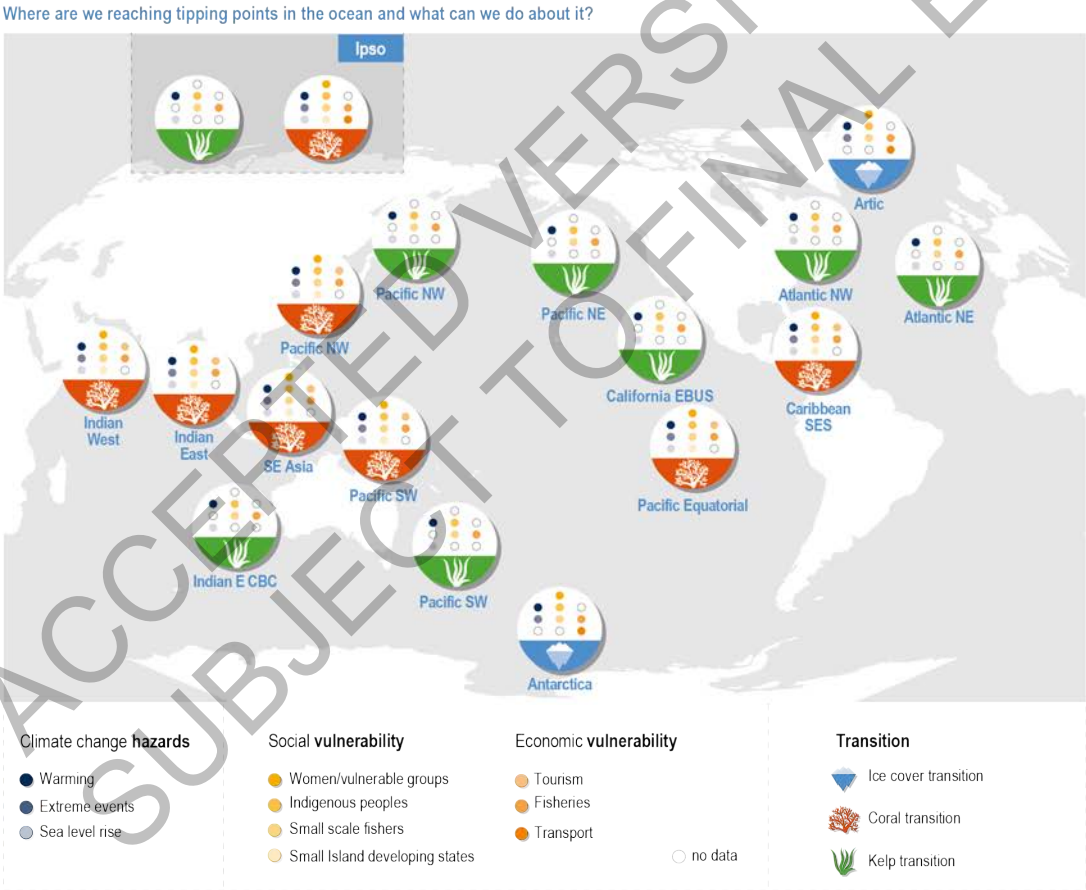 Where are we reaching tipping points in the ocean and what can we do about it?
Ipso
Artic
Pacific NW
Pacific NE
Atlantic NW
Atlantic NE
Pacific NW
California EBUS
Indian
West
Indian
East
SE Asia
Caribbean
SES
Pacific SW
Pacific Equatorial
Indian E CBC
Pacific SW
Antarctica
ACCEPTED VERSI
SUBJECT TO FINAL E
Climate change hazards
Warming
Extreme events
Sea level rise
Social vulnerability
Women/vulnerable groups
Indigenous peoples
Small scale fishers
Small Island developing states
Economic vulnerability
Tourism
Fisheries
Transport
no data
Transition
Ice cover transition
Coral transition
Kelp transition